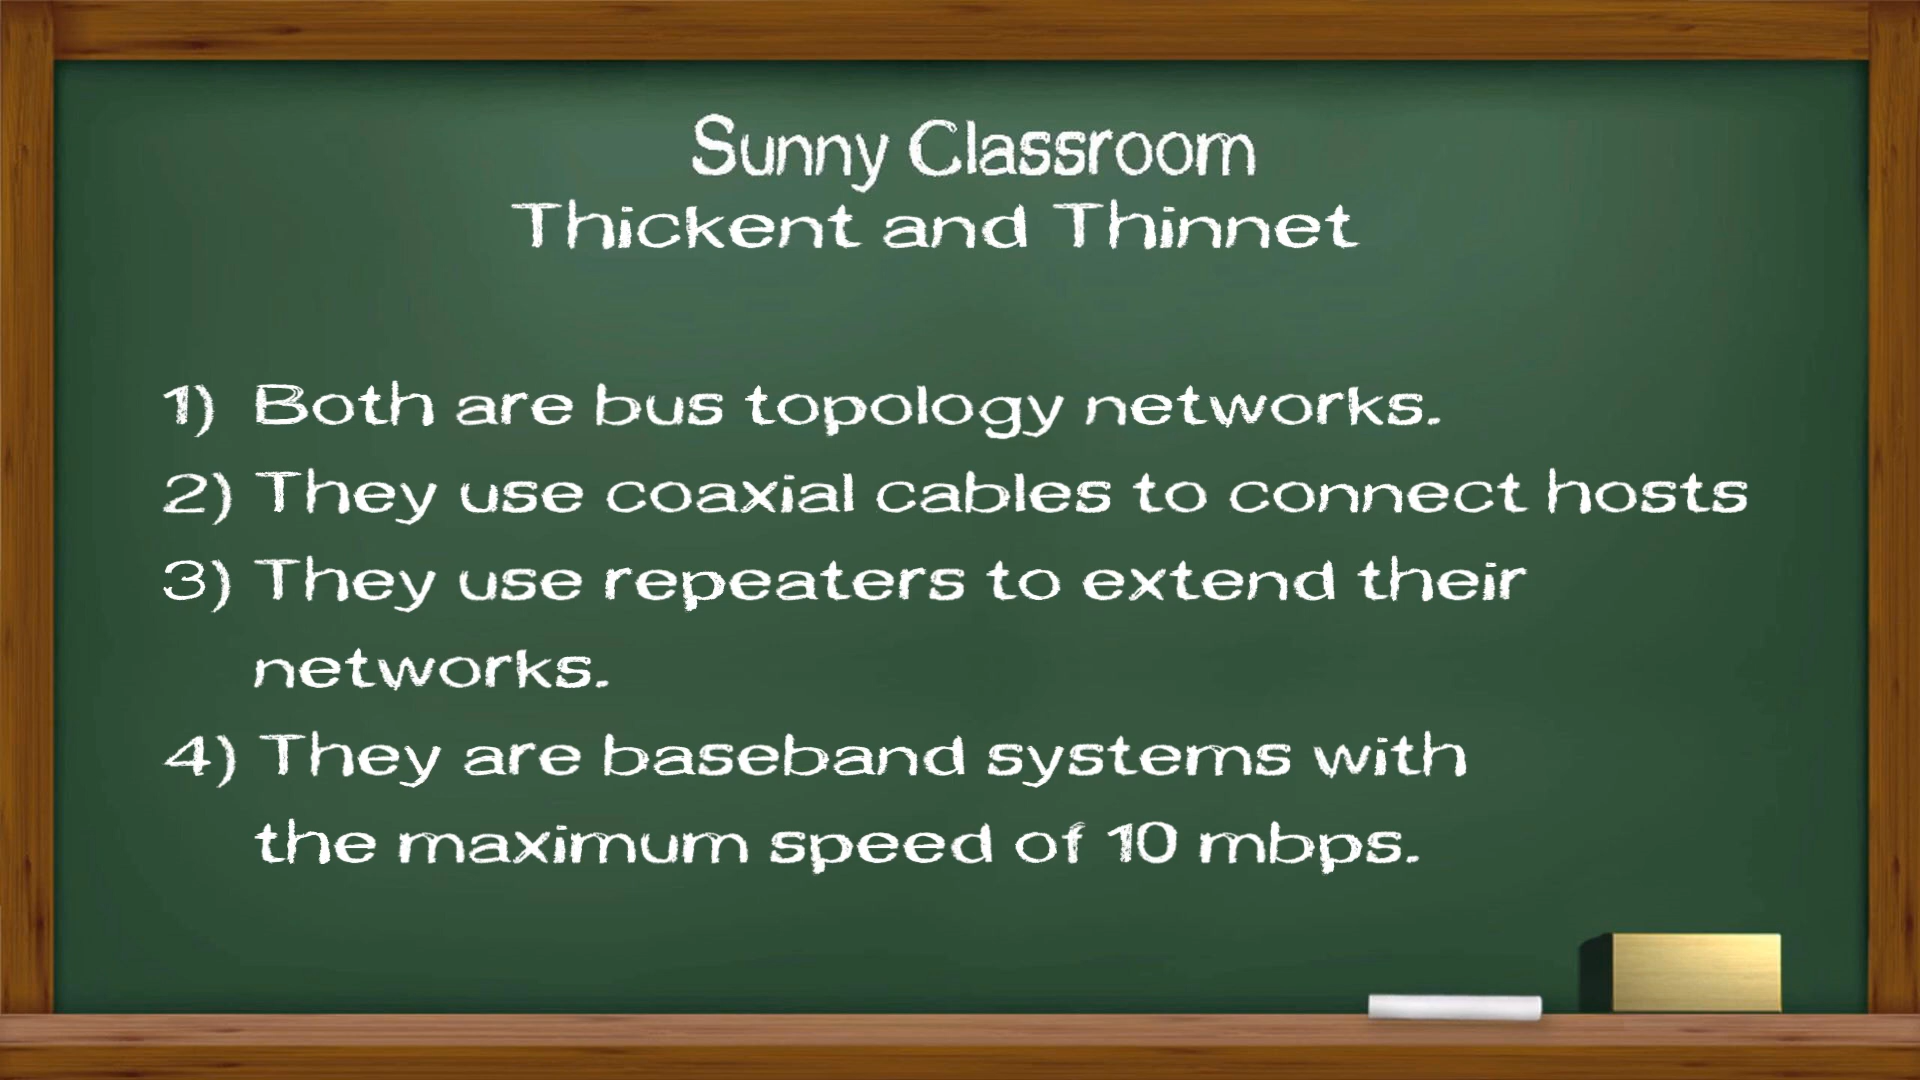 Sunny Classroom
Thickent and Thinnet
1) Both are bus topology networks.
2) They use coaxial cables to connect hosts
3) They use repeaters to extend their
networks.
4) They are baseband systems with
the maximum speed of 10 mbps.